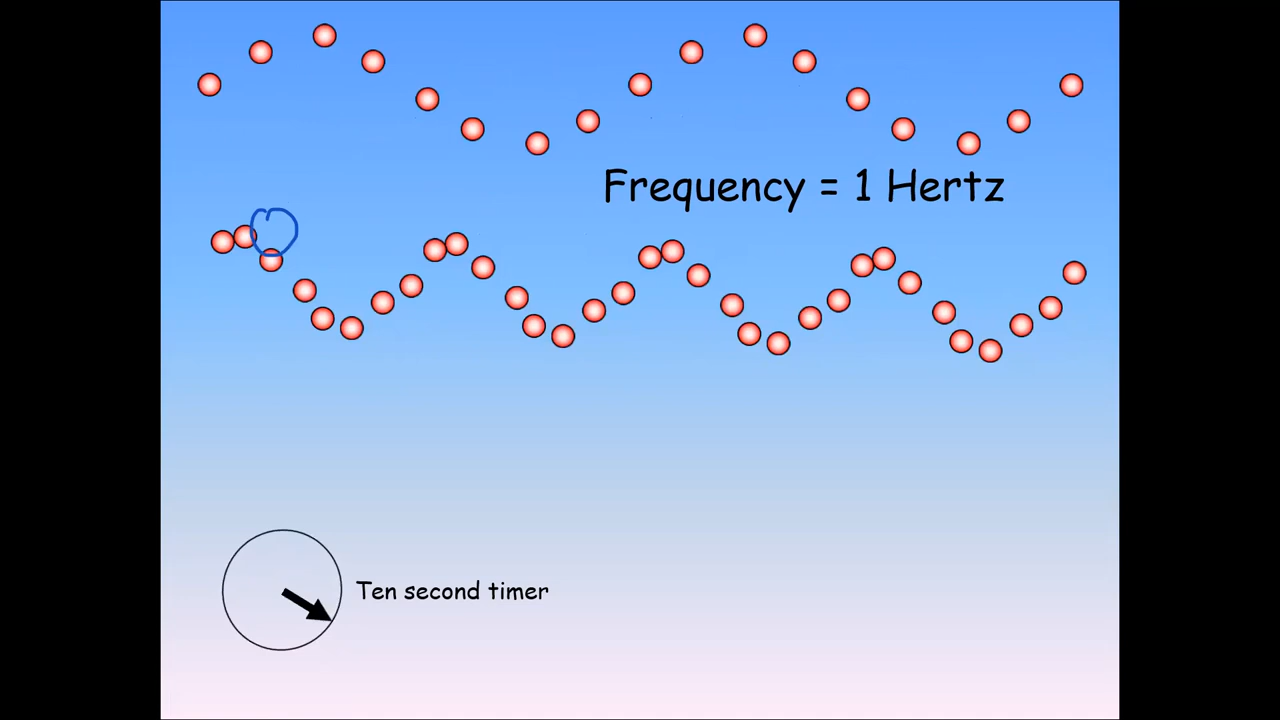 Frequency = 1 Hertz
Ten second timer